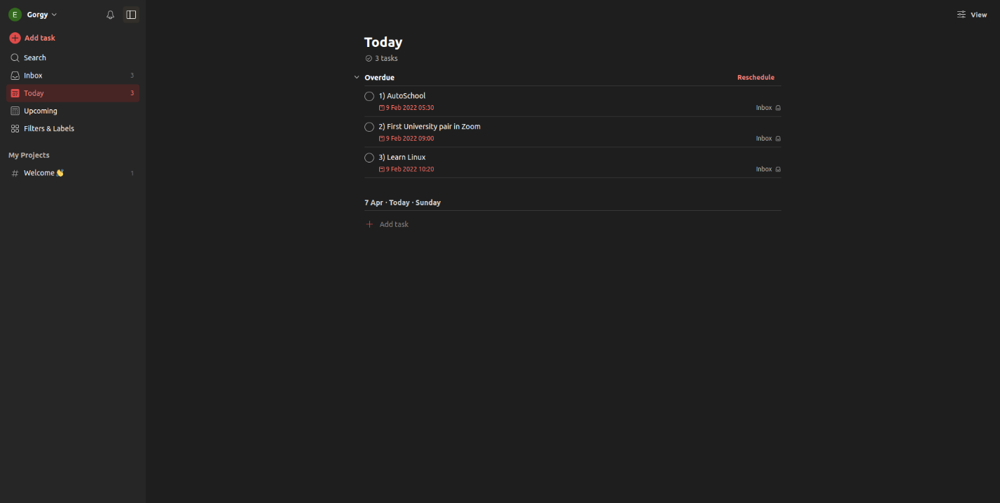 E Gorgy
View
Add task
Search
Inbox 3
Today 3
Upcoming
Filters & Labels
My Projects
# Welcome 👋 1
Today
3 tasks
Overdue Reschedule
1) AutoSchool
9 Feb 2022 05:30 Inbox
2) First University pair in Zoom
9 Feb 2022 09:00 Inbox
3) Learn Linux
9 Feb 2022 10:20 Inbox
7 Apr · Today · Sunday
Add task